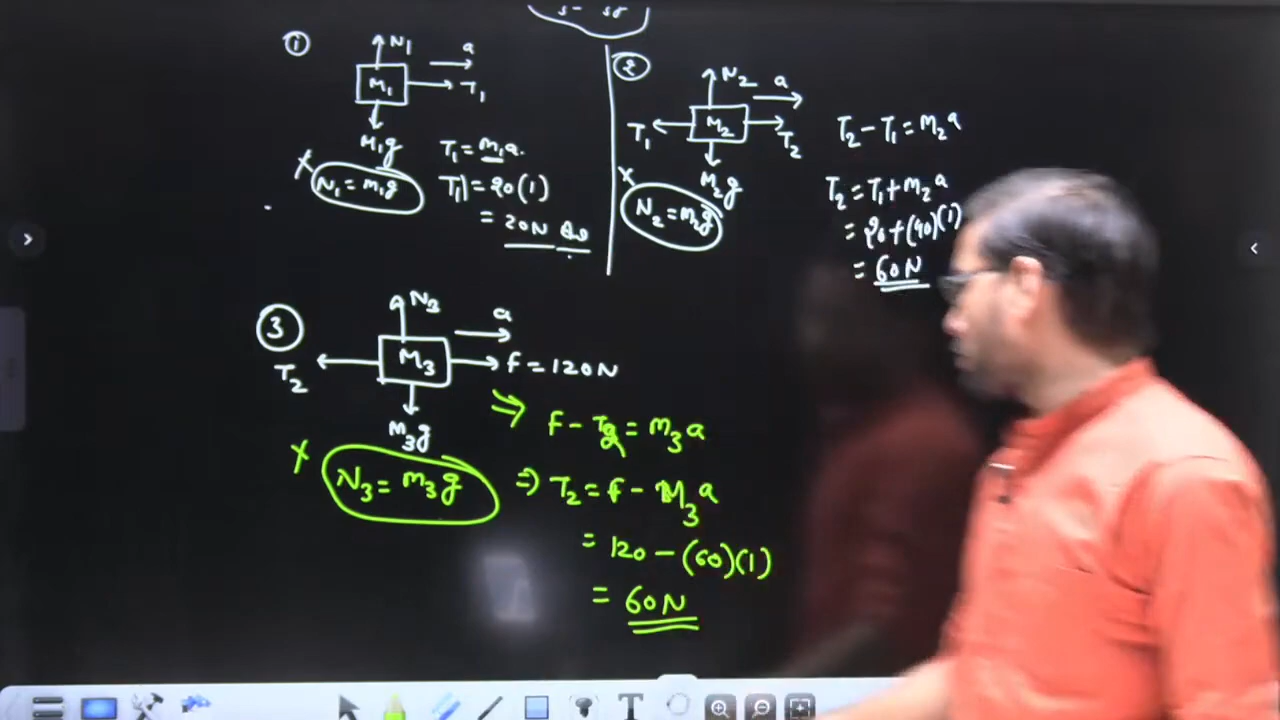 ①
N1
a
M1
T1
M1g
N1 = m1g
T1 = m1a.
T1 = 20(1)
= 20N
②
N2
a
T1
M2
T2
M2g
N2 = m2g
T2 - T1 = m2a
T2 = T1 + m2a
= 20 + (40)(1)
= 60N
③
N3
a
T2
M3
f = 120N
M3g
N3 = m3g
⇒ f - T2 = m3a
⇒ T2 = f - M3a
= 120 - (60)(1)
= 60N
T